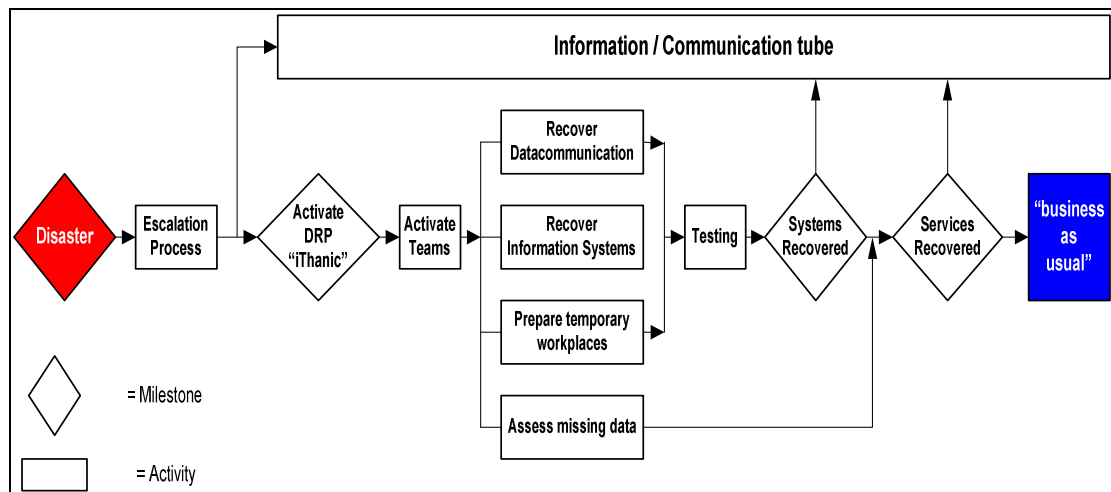 Information / Communication tube
Recover
Datacommunication
Disaster
Escalation
Process
Activate
DRP
“iThanic”
Activate
Teams
Recover
Information Systems
Testing
Systems
Recovered
Services
Recovered
“business
as
usual”
Prepare temporary
workplaces
Assess missing data
= Milestone
= Activity